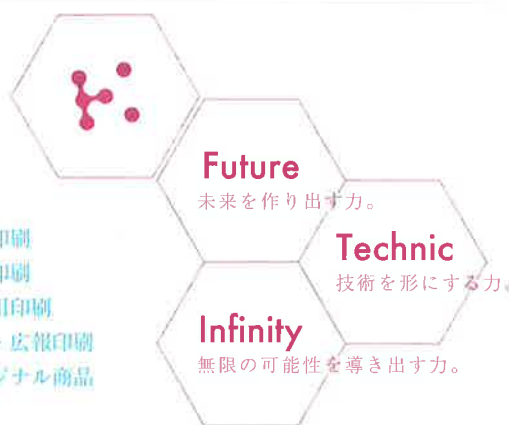 Future
未来を作り出す力。
Technic
技術を形にする力。
Infinity
無限の可能性を導き出す力。
印刷
印刷
印刷
広報印刷
ジナル商品